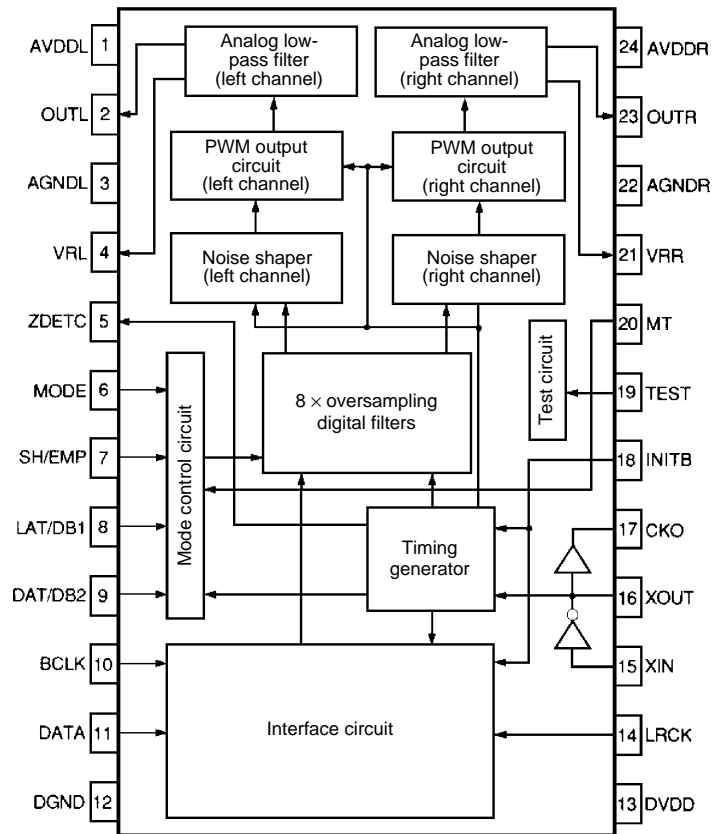 AVDDL 1
OUTL 2
AGNDL 3
VRL 4
ZDETC 5
MODE 6
SH/EMP 7
LAT/DB1 8
DAT/DB2 9
BCLK 10
DATA 11
DGND 12
Analog low-
pass filter
(left channel)
Analog low-
pass filter
(right channel)
PWM output
circuit
(left channel)
PWM output
circuit
(right channel)
Noise shaper
(left channel)
Noise shaper
(right channel)
8 × oversampling
digital filters
Mode control circuit
Test circuit
Timing
generator
Interface circuit
24 AVDDR
23 OUTR
22 AGNDR
21 VRR
20 MT
19 TEST
18 INITB
17 CKO
16 XOUT
15 XIN
14 LRCK
13 DVDD